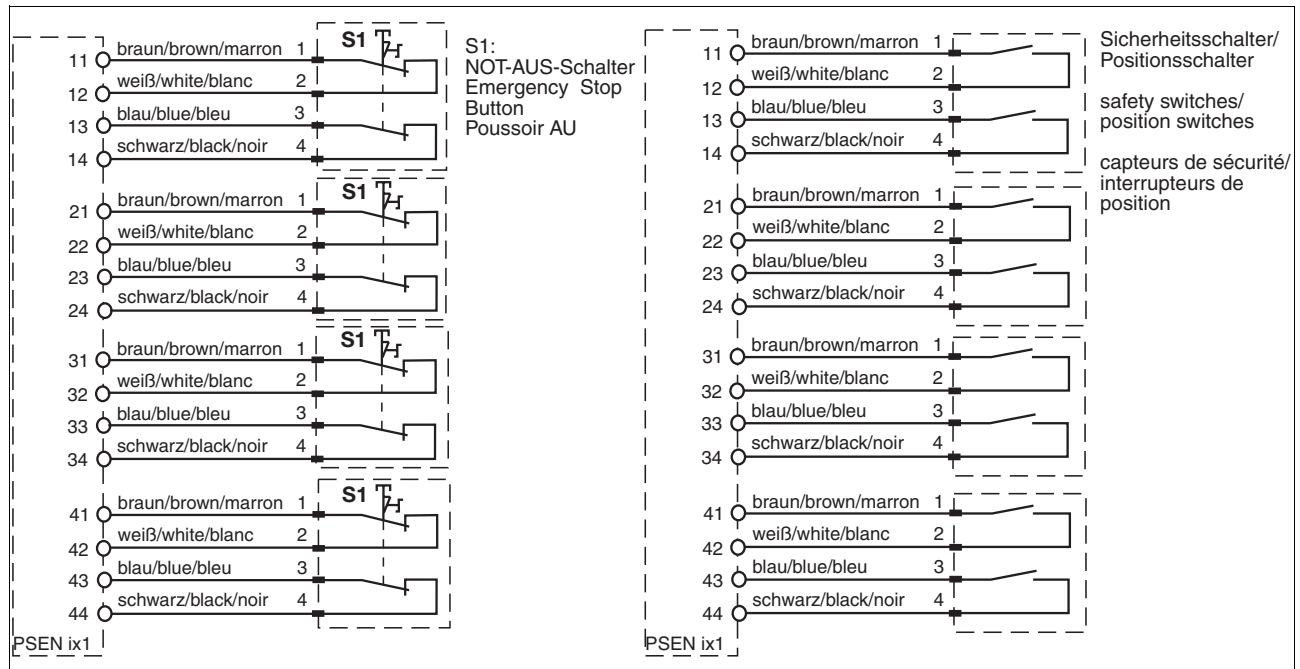 S1
11 braun/brown/marron 1
12 weiß/white/blanc 2
13 blau/blue/bleu 3
14 schwarz/black/noir 4
S1:
NOT-AUS-Schalter
Emergency Stop
Button
Poussoir AU
S1
21 braun/brown/marron 1
22 weiß/white/blanc 2
23 blau/blue/bleu 3
24 schwarz/black/noir 4
S1
31 braun/brown/marron 1
32 weiß/white/blanc 2
33 blau/blue/bleu 3
34 schwarz/black/noir 4
S1
41 braun/brown/marron 1
42 weiß/white/blanc 2
43 blau/blue/bleu 3
44 schwarz/black/noir 4
PSEN ix1
11 braun/brown/marron 1
12 weiß/white/blanc 2
13 blau/blue/bleu 3
14 schwarz/black/noir 4
21 braun/brown/marron 1
22 weiß/white/blanc 2
23 blau/blue/bleu 3
24 schwarz/black/noir 4
31 braun/brown/marron 1
32 weiß/white/blanc 2
33 blau/blue/bleu 3
34 schwarz/black/noir 4
41 braun/brown/marron 1
42 weiß/white/blanc 2
43 blau/blue/bleu 3
44 schwarz/black/noir 4
PSEN ix1
Sicherheitsschalter/
Positionsschalter
safety switches/
position switches
capteurs de sécurité/
interrupteurs de
position